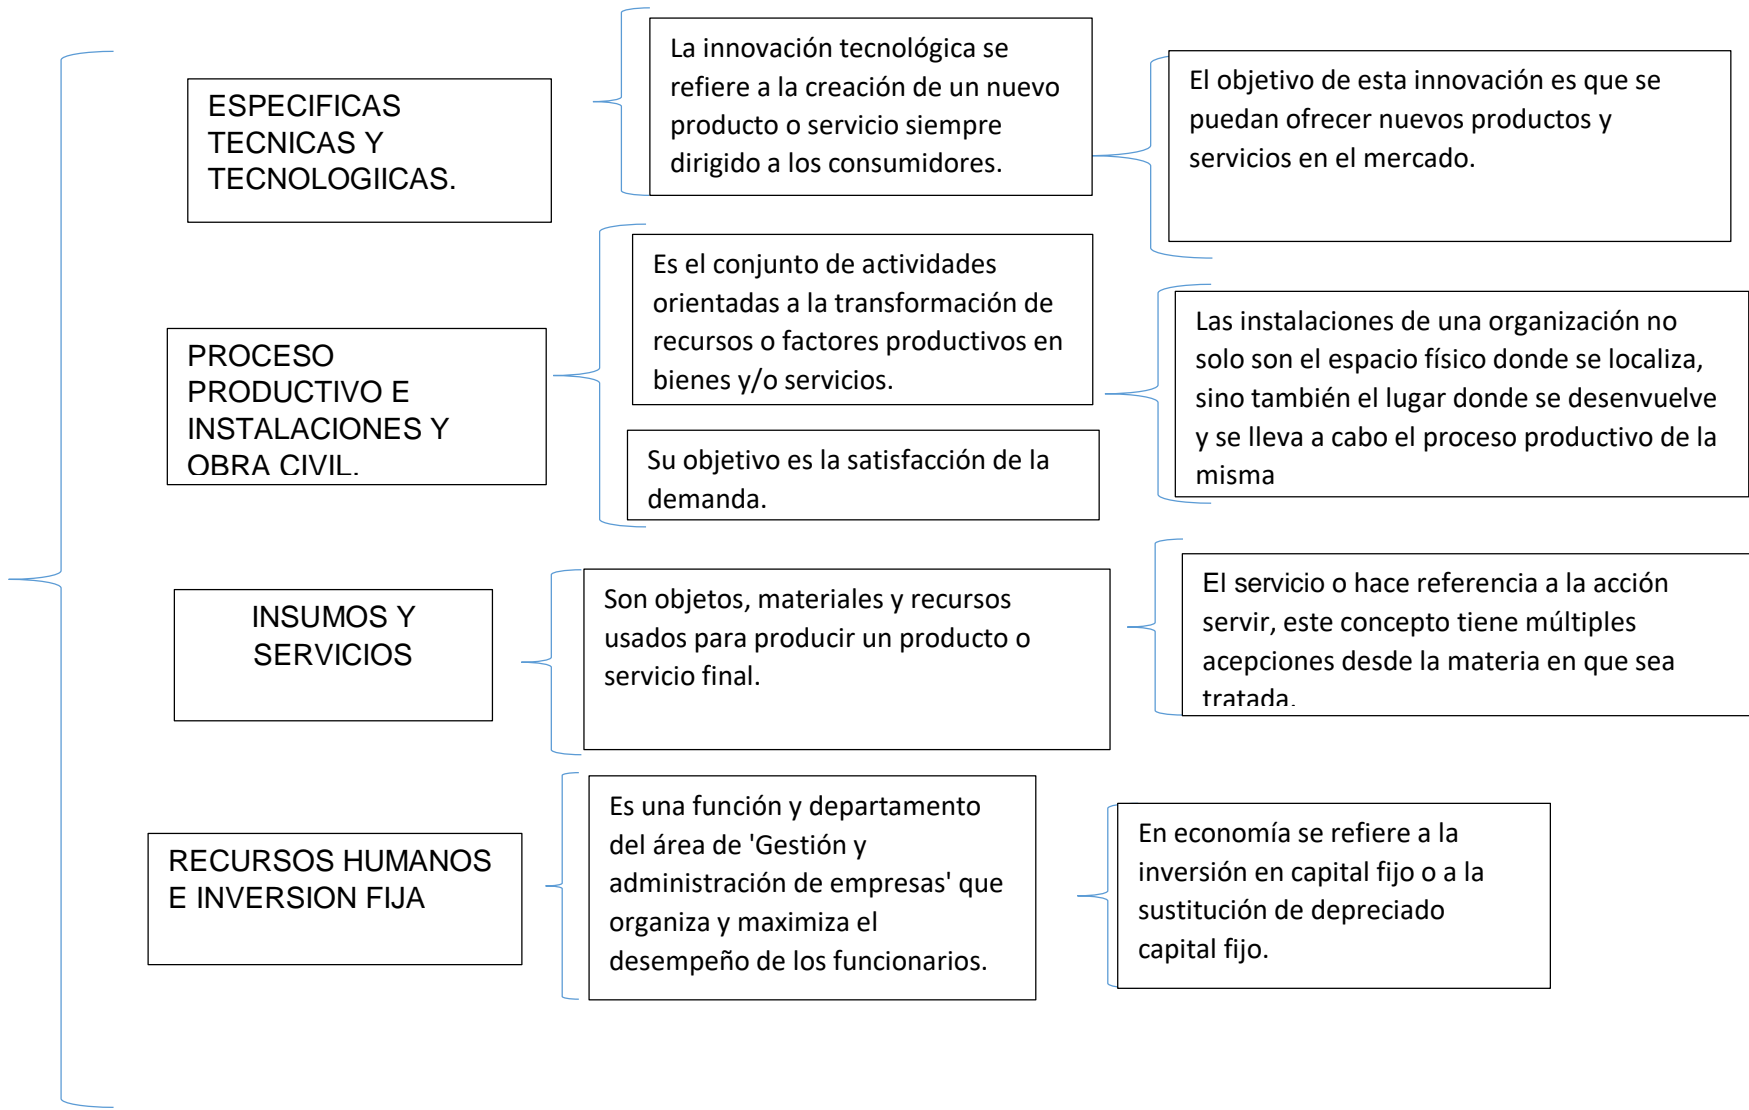 ESPECIFICAS
TECNICAS Y
TECNOLOGIICAS.
La innovación tecnológica se
refiere a la creación de un nuevo
producto o servicio siempre
dirigido a los consumidores.
El objetivo de esta innovación es que se
puedan ofrecer nuevos productos y
servicios en el mercado.
PROCESO
PRODUCTIVO E
INSTALACIONES Y
OBRA CIVIL.
Es el conjunto de actividades
orientadas a la transformación de
recursos o factores productivos en
bienes y/o servicios.
Su objetivo es la satisfacción de la
demanda.
Las instalaciones de una organización no
solo son el espacio físico donde se localiza,
sino también el lugar donde se desenvuelve
y se lleva a cabo el proceso productivo de la
misma
INSUMOS Y
SERVICIOS
Son objetos, materiales y recursos
usados para producir un producto o
servicio final.
El servicio o hace referencia a la acción
servir, este concepto tiene múltiples
acepciones desde la materia en que sea
tratada.
RECURSOS HUMANOS
E INVERSION FIJA
Es una función y departamento
del área de 'Gestión y
administración de empresas' que
organiza y maximiza el
desempeño de los funcionarios.
En economía se refiere a la
inversión en capital fijo o a la
sustitución de depreciado
capital fijo.